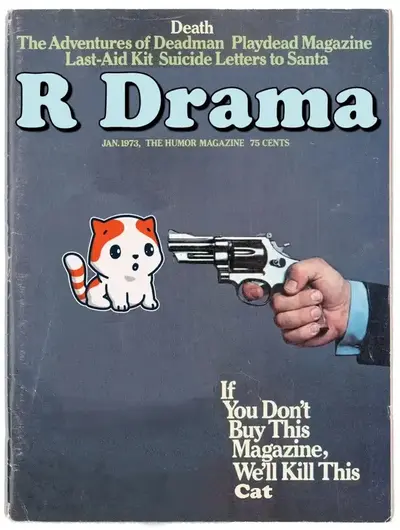 Death
The Adventures of Deadman Playdead Magazine
Last-Aid Kit Suicide Letters to Santa
R Drama
JAN. 1973, THE HUMOR MAGAZINE 75 CENTS
If
You Don't
Buy This
Magazine,
We'll Kill This
Cat